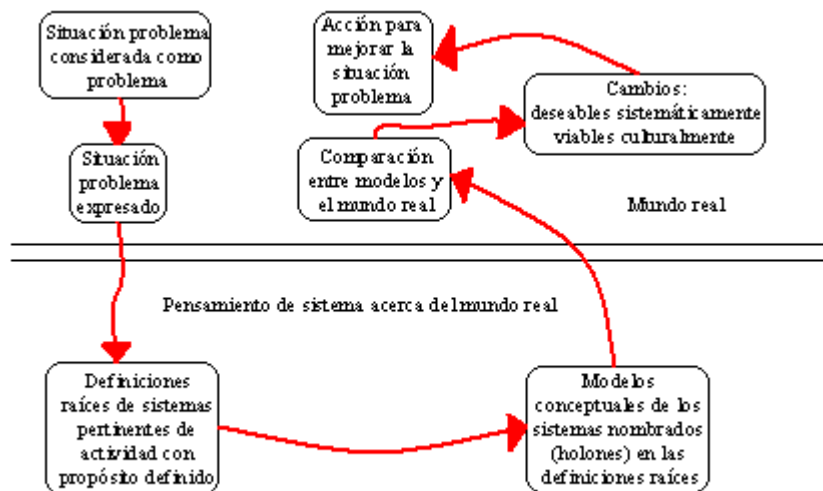 Situación problema
considerada como
problema
Situación
problema
expresado
Acción para
mejorar la
situación
problema
Cambios:
deseables sistemáticamente
viables culturalmente
Comparación
entre modelos y
el mundo real
Mundo real
Pensamiento de sistema acerca del mundo real
Definiciones
raíces de sistemas
pertinentes de
actividad con
propósito definido
Modelos
conceptuales de los
sistemas nombrados
(holones) en las
definiciones raíces